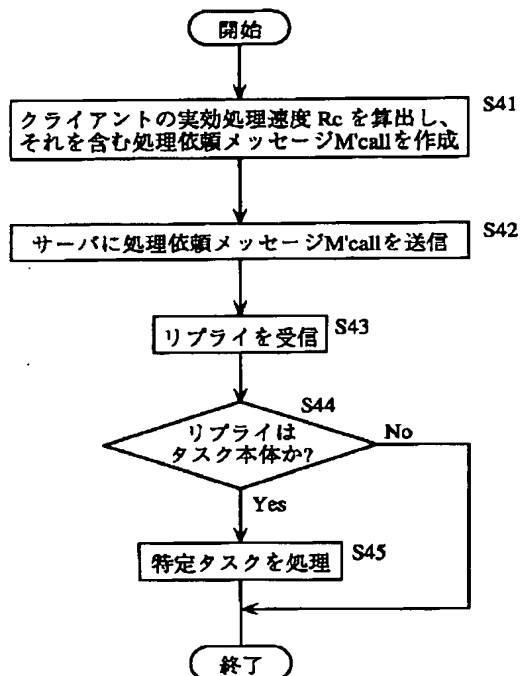 開始
S41
クライアントの実効処理速度 Rc を算出し、
それを含む処理依頼メッセージM'callを作成
S42
サーバに処理依頼メッセージM'callを送信
S43
リプライを受信
S44
リプライは
タスク本体か?
No
Yes
S45
特定タスクを処理
終了